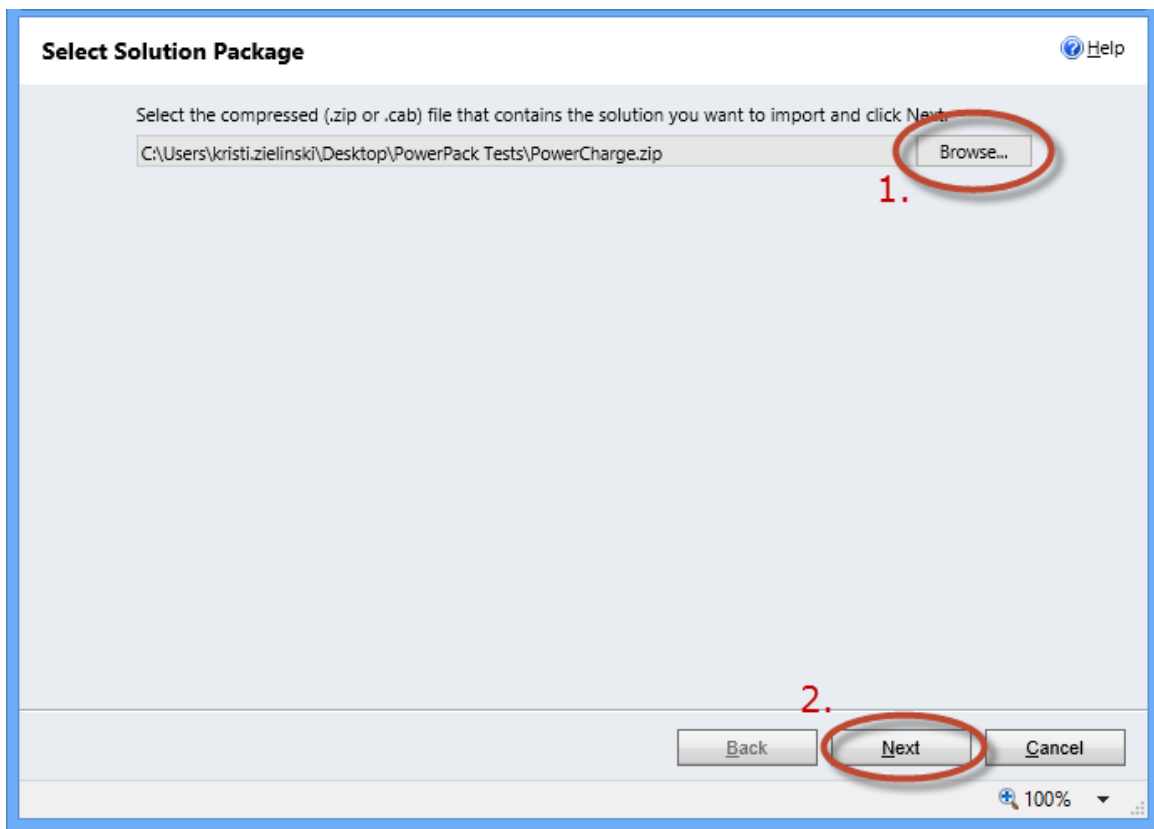 Select Solution Package
Help
Select the compressed (.zip or .cab) file that contains the solution you want to import and click Next.
C:\Users\kristi.zielinski\Desktop\PowerPack Tests\PowerCharge.zip
Browse...
1.
2.
Back
Next
Cancel
100%